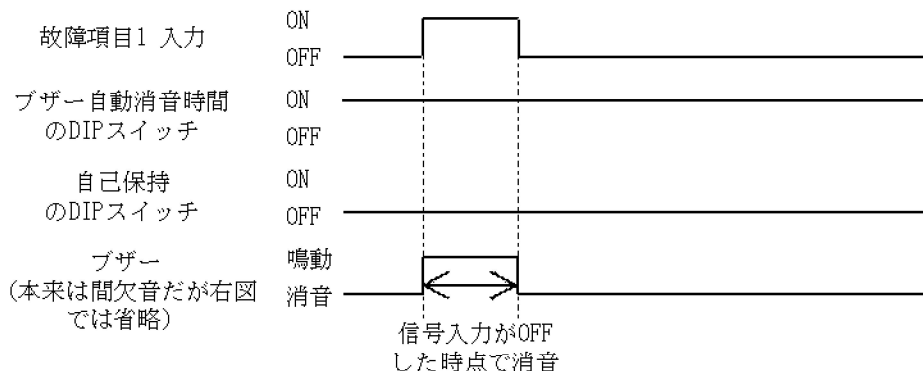 故障項目1 入力
ON
OFF
ブザー自動消音時間
のDIPスイッチ
ON
OFF
自己保持
のDIPスイッチ
ON
OFF
ブザー
(本来は間欠音だが右図
では省略)
鳴動
消音
信号入力がOFF
した時点で消音